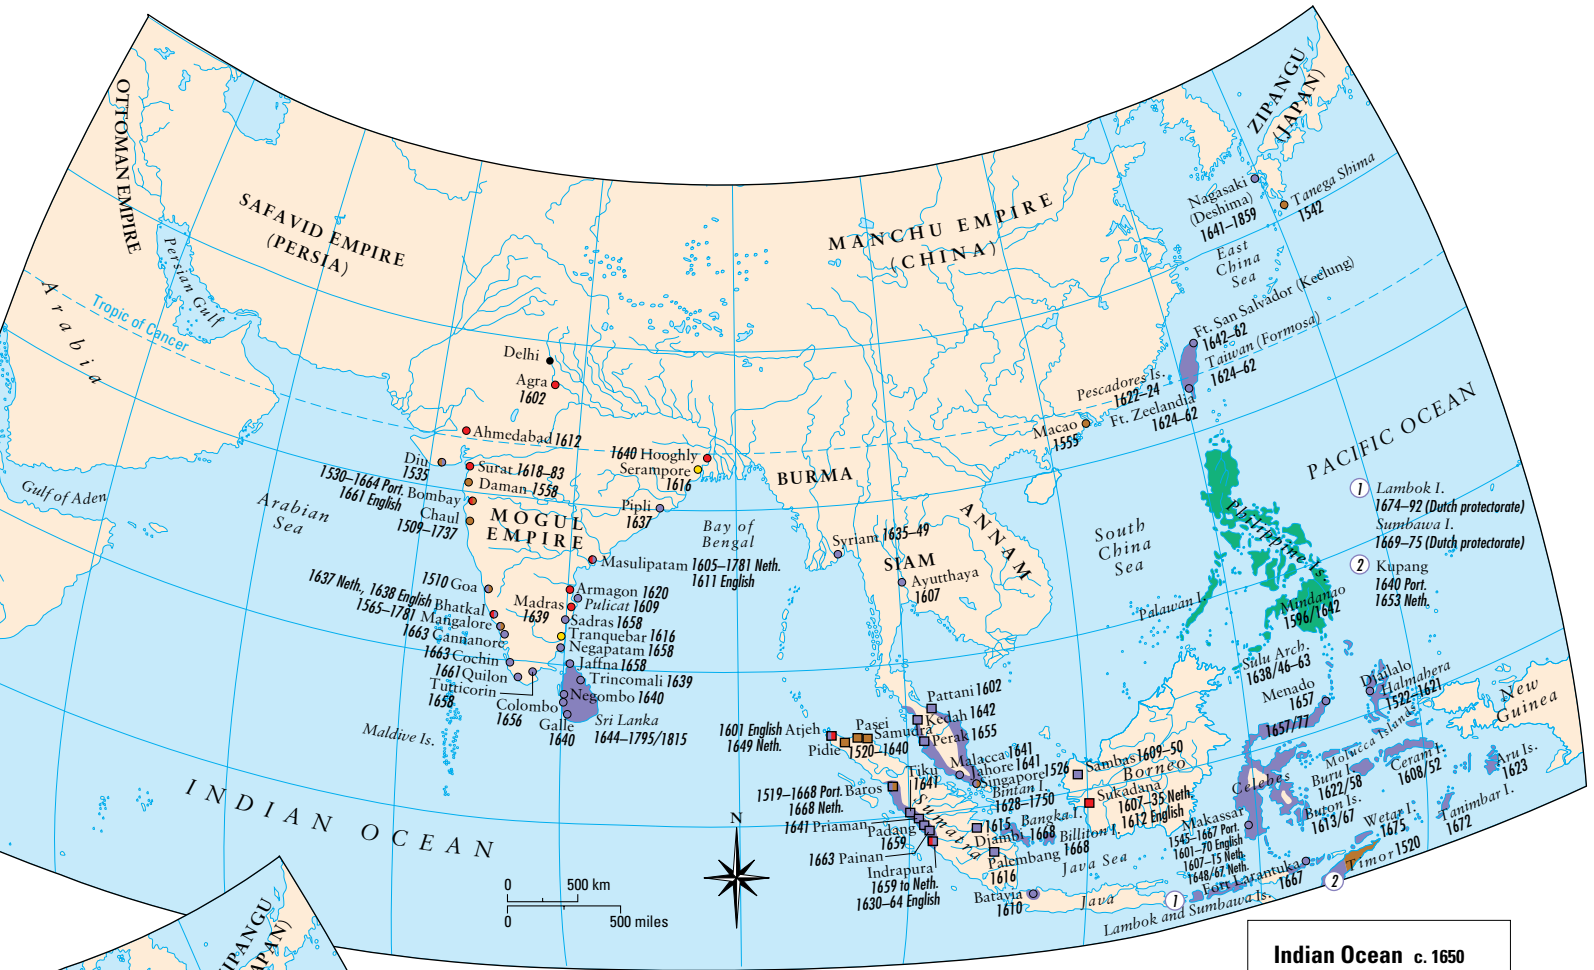 OTTOMAN EMPIRE
SAFAVID EMPIRE
(PERSIA)
Persian Gulf
Arabia
Tropic of Cancer
MANCHU EMPIRE
(CHINA)
ZIPANGU
(JAPAN)
Nagasaki
(Deshima)
1641–1859
Tanega Shima
1542
East
China
Sea
Ft. San Salvador (Keelung)
1642–62
Taiwan (Formosa)
1624–62
Pescadores Is.
1622–24
Ft. Zeelandia
1624–62
Macao
1555
PACIFIC OCEAN
Delhi
Agra
1602
Ahmedabad 1612
Diu
1535
Surat 1618–83
Daman 1558
1530–1664 Port. Bombay
1661 English
Chaul
1509–1737
1640 Hooghly
Serampore
1616
Pipli
1637
BURMA
MOGUL
EMPIRE
Gulf of Aden
Arabian
Sea
Bay of
Bengal
Masulipatam 1605–1781 Neth.
1611 English
Syriam 1635–49
SIAM
Ayutthaya
1607
ANNAM
South
China
Sea
1 Lambok I.
1674–92 (Dutch protectorate)
Sumbawa I.
1669–75 (Dutch protectorate)
2 Kupang
1640 Port.
1653 Neth.
Philippine Is.
Mindanao
1596/1642
Palawan I.
1510 Goa
1637 Neth., 1638 English Bhatkal
1565–1781 Mangalore
1663 Cannanore
1663 Cochin
1661 Quilon
Tutticorin
1658
Armagon 1620
Madras
1639
Pulicat 1609
Sadras 1658
Tranquebar 1616
Negapatam 1658
Jaffna 1658
Trincomali 1639
Negombo 1640
Colombo
1656
Galle
1640
Sri Lanka
1644–1795/1815
Maldive Is.
INDIAN OCEAN
Sulu Arch.
1638/46–63
Menado
1657
1657/77
Djailalo
Halmahera
1522–1621
Molucca Islands
New
Guinea
Pattani 1602
Kedah 1642
Perak 1655
1601 English Atjeh
1649 Neth.
Pidie
Pasei
Samudra
1520–1640
Malacca 1641
Jahore 1641
Singapore 1526
Bintan I.
1628–1750
Tiku
1641
1519–1668 Port. Baros
1668 Neth.
Sumatra
1641 Priaman
Padang
1659
1663 Painan
Indrapura
1659 to Neth.
1630–64 English
1615
Djambi
Bangka I.
1668
Billiton I.
1668
Palembang
1616
Batavia
1610
Java Sea
Java
Sambas 1609–50
Borneo
Sukadana
1607–35 Neth.
1612 English
Celebes
Makassar
1545–1667 Port.
1601–70 English
1607–15 Neth.
1648/67 Neth.
Buru I.
1622/58
Ceram I.
1608/52
Aru Is.
1623
Buton Is.
1613/67
Wetar I.
1675
Tanimbar I.
1672
Timor 1520
Fort Larantuka
1667
Lambok and Sumbawa Is.
1
2
N
0 500 km
0 500 miles
ZIPANGU
(JAPAN)
Indian Ocean c. 1650